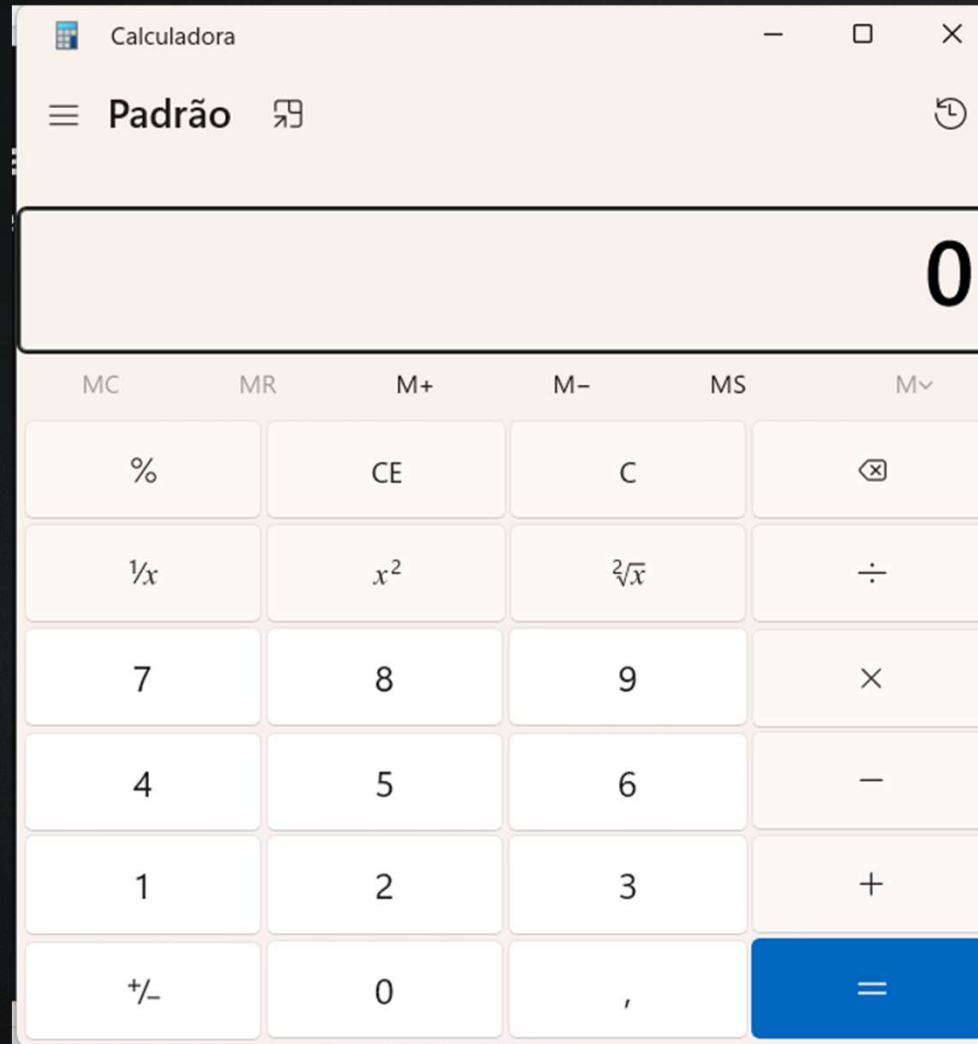 Calculadora
Padrão
0
MC MR M+ M− MS M
% CE C
¹/x x² ²√x ÷
7 8 9 ×
4 5 6 −
1 2 3 +
+/− 0 , =